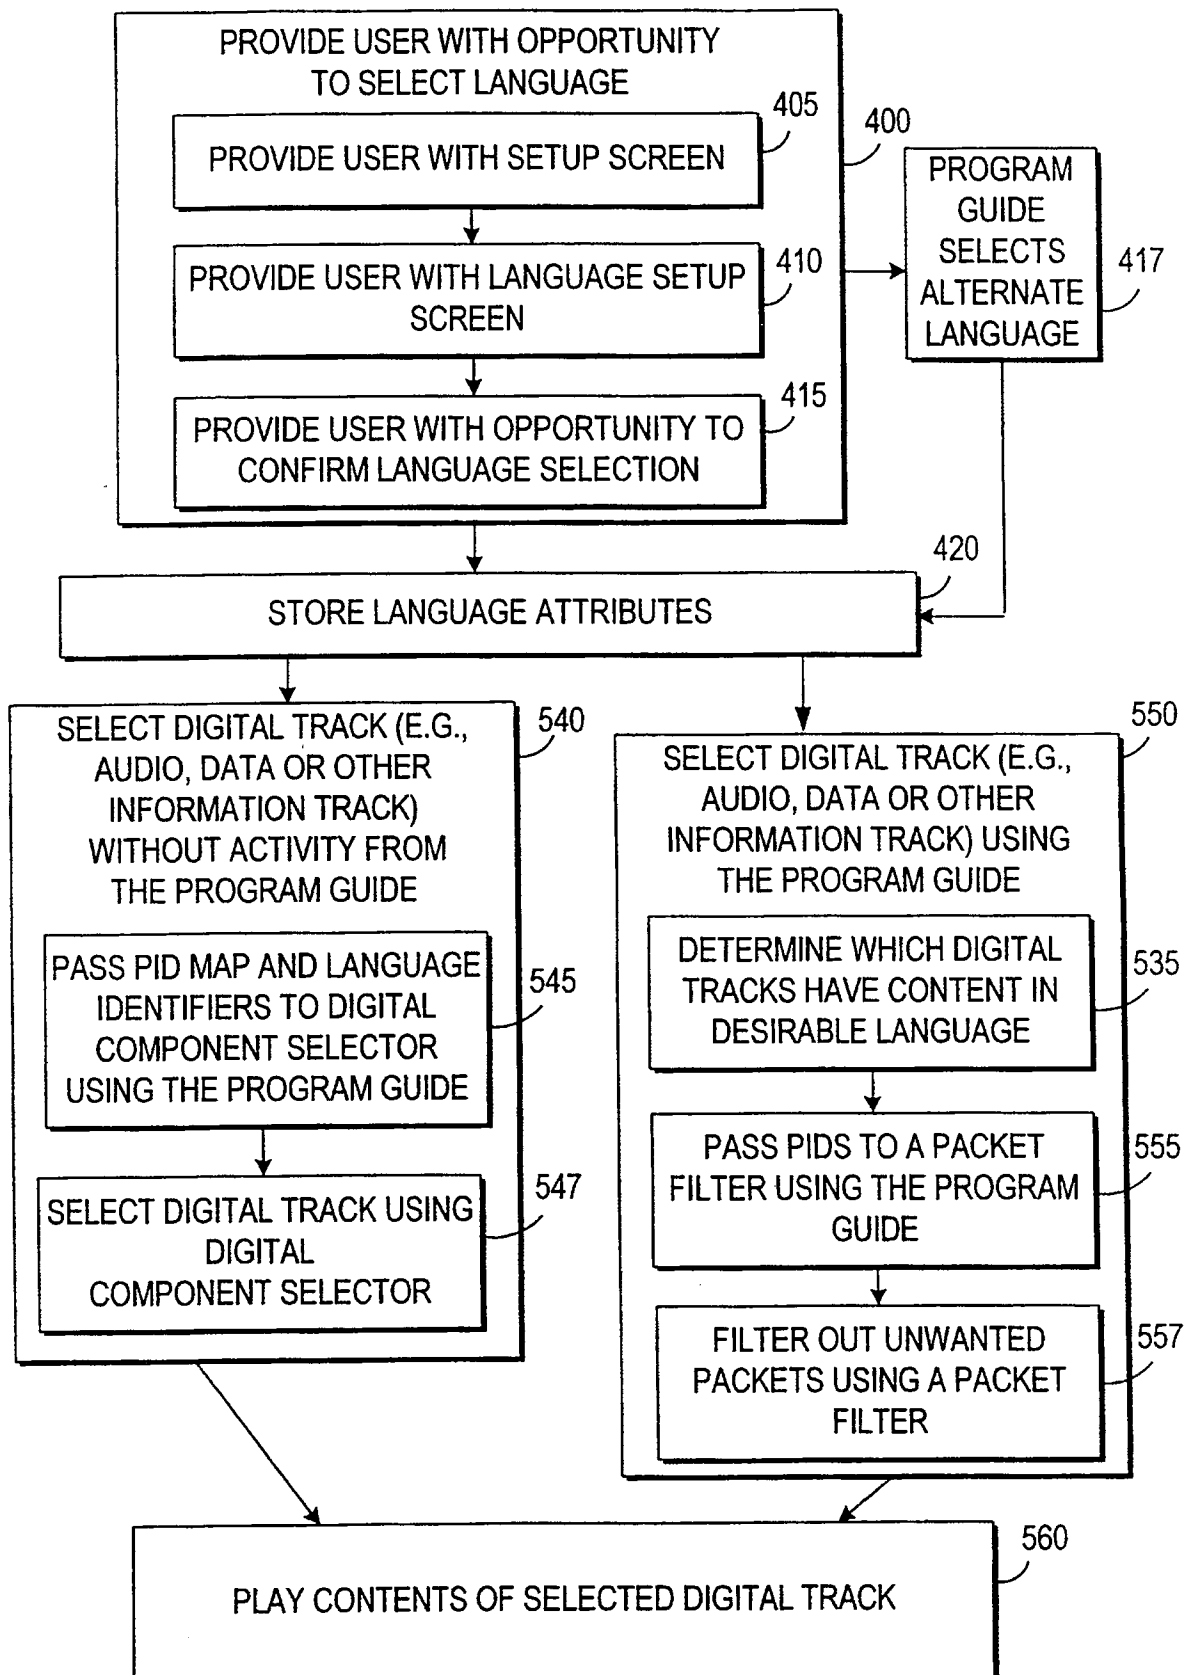 PROVIDE USER WITH OPPORTUNITY
TO SELECT LANGUAGE
405
400
PROVIDE USER WITH SETUP SCREEN
PROVIDE USER WITH LANGUAGE SETUP
SCREEN
410
PROGRAM
GUIDE
SELECTS
ALTERNATE
LANGUAGE
417
415
PROVIDE USER WITH OPPORTUNITY TO
CONFIRM LANGUAGE SELECTION
420
STORE LANGUAGE ATTRIBUTES
SELECT DIGITAL TRACK (E.G.,
AUDIO, DATA OR OTHER
INFORMATION TRACK)
WITHOUT ACTIVITY FROM
THE PROGRAM GUIDE
540
PASS PID MAP AND LANGUAGE
IDENTIFIERS TO DIGITAL
COMPONENT SELECTOR
USING THE PROGRAM GUIDE
545
SELECT DIGITAL TRACK USING
DIGITAL
COMPONENT SELECTOR
547
550
SELECT DIGITAL TRACK (E.G.,
AUDIO, DATA OR OTHER
INFORMATION TRACK) USING
THE PROGRAM GUIDE
DETERMINE WHICH DIGITAL
TRACKS HAVE CONTENT IN
DESIRABLE LANGUAGE
535
PASS PIDS TO A PACKET
FILTER USING THE PROGRAM
GUIDE
555
FILTER OUT UNWANTED
PACKETS USING A PACKET
FILTER
557
560
PLAY CONTENTS OF SELECTED DIGITAL TRACK